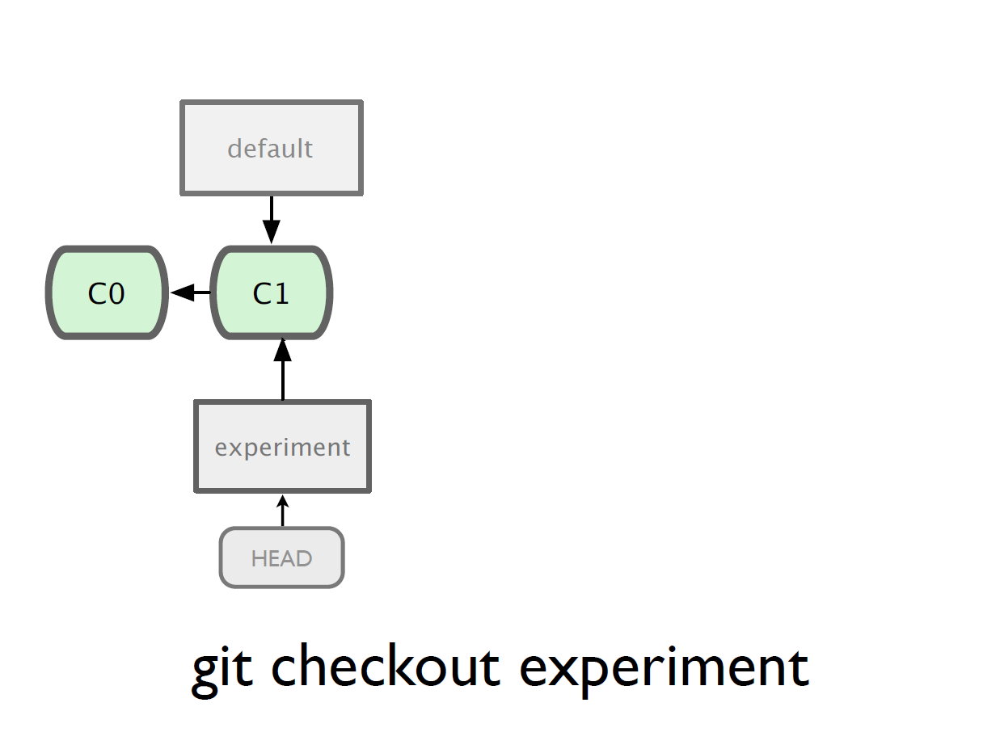 default
C0
C1
experiment
HEAD
git checkout experiment